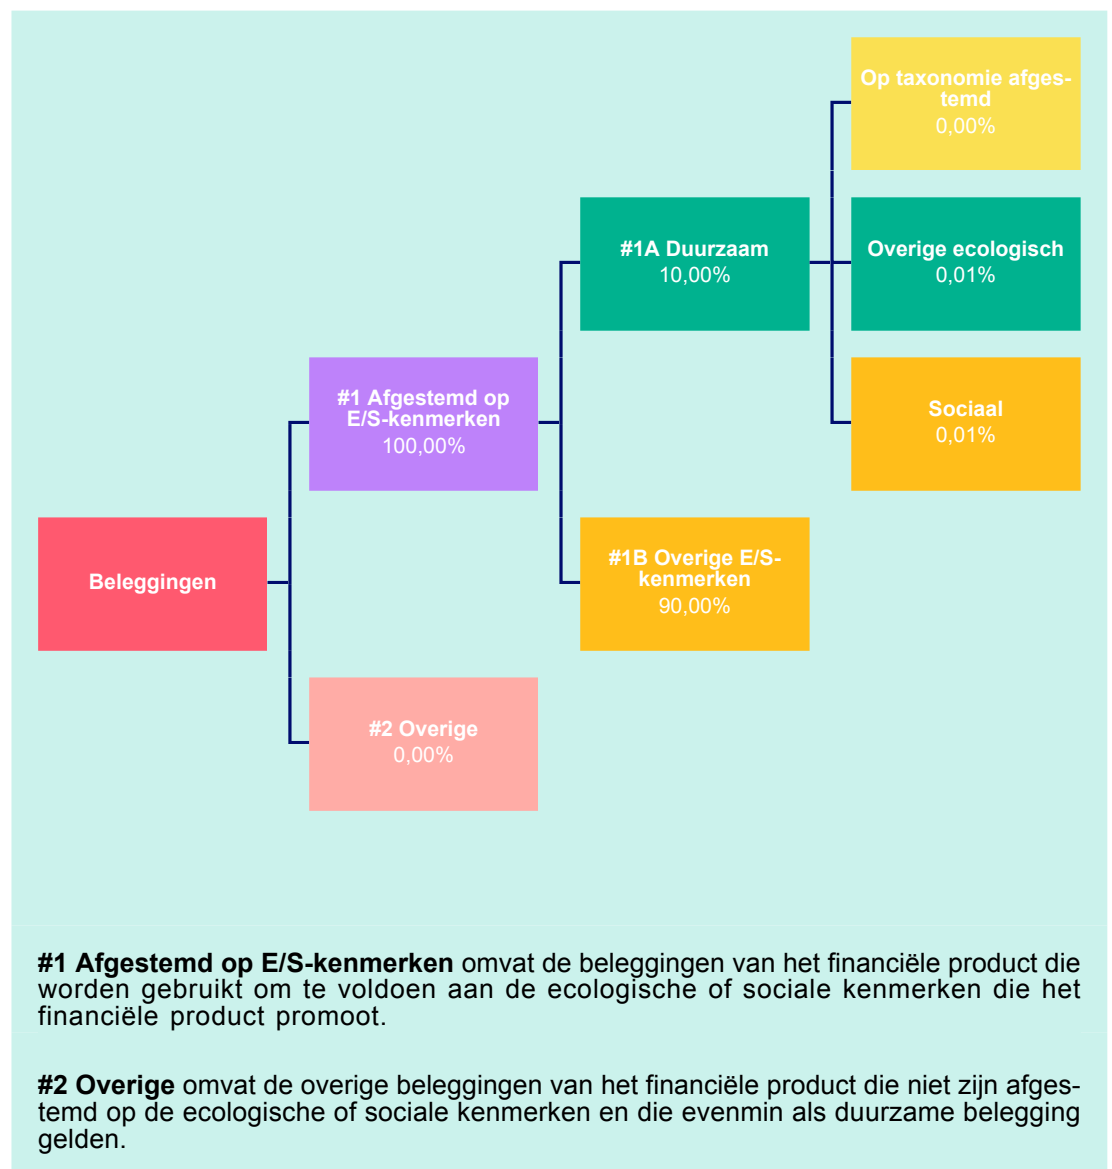 Op taxonomie afges-
temd
0,00%
#1A Duurzaam
10,00%
Overige ecologisch
0,01%
#1 Afgestemd op
E/S-kenmerken
100,00%
Sociaal
0,01%
Beleggingen
#1B Overige E/S-
kenmerken
90,00%
#2 Overige
0,00%
#1 Afgestemd op E/S-kenmerken omvat de beleggingen van het financiële product die
worden gebruikt om te voldoen aan de ecologische of sociale kenmerken die het
financiële product promoot.
#2 Overige omvat de overige beleggingen van het financiële product die niet zijn afges-
temd op de ecologische of sociale kenmerken en die evenmin als duurzame belegging
gelden.